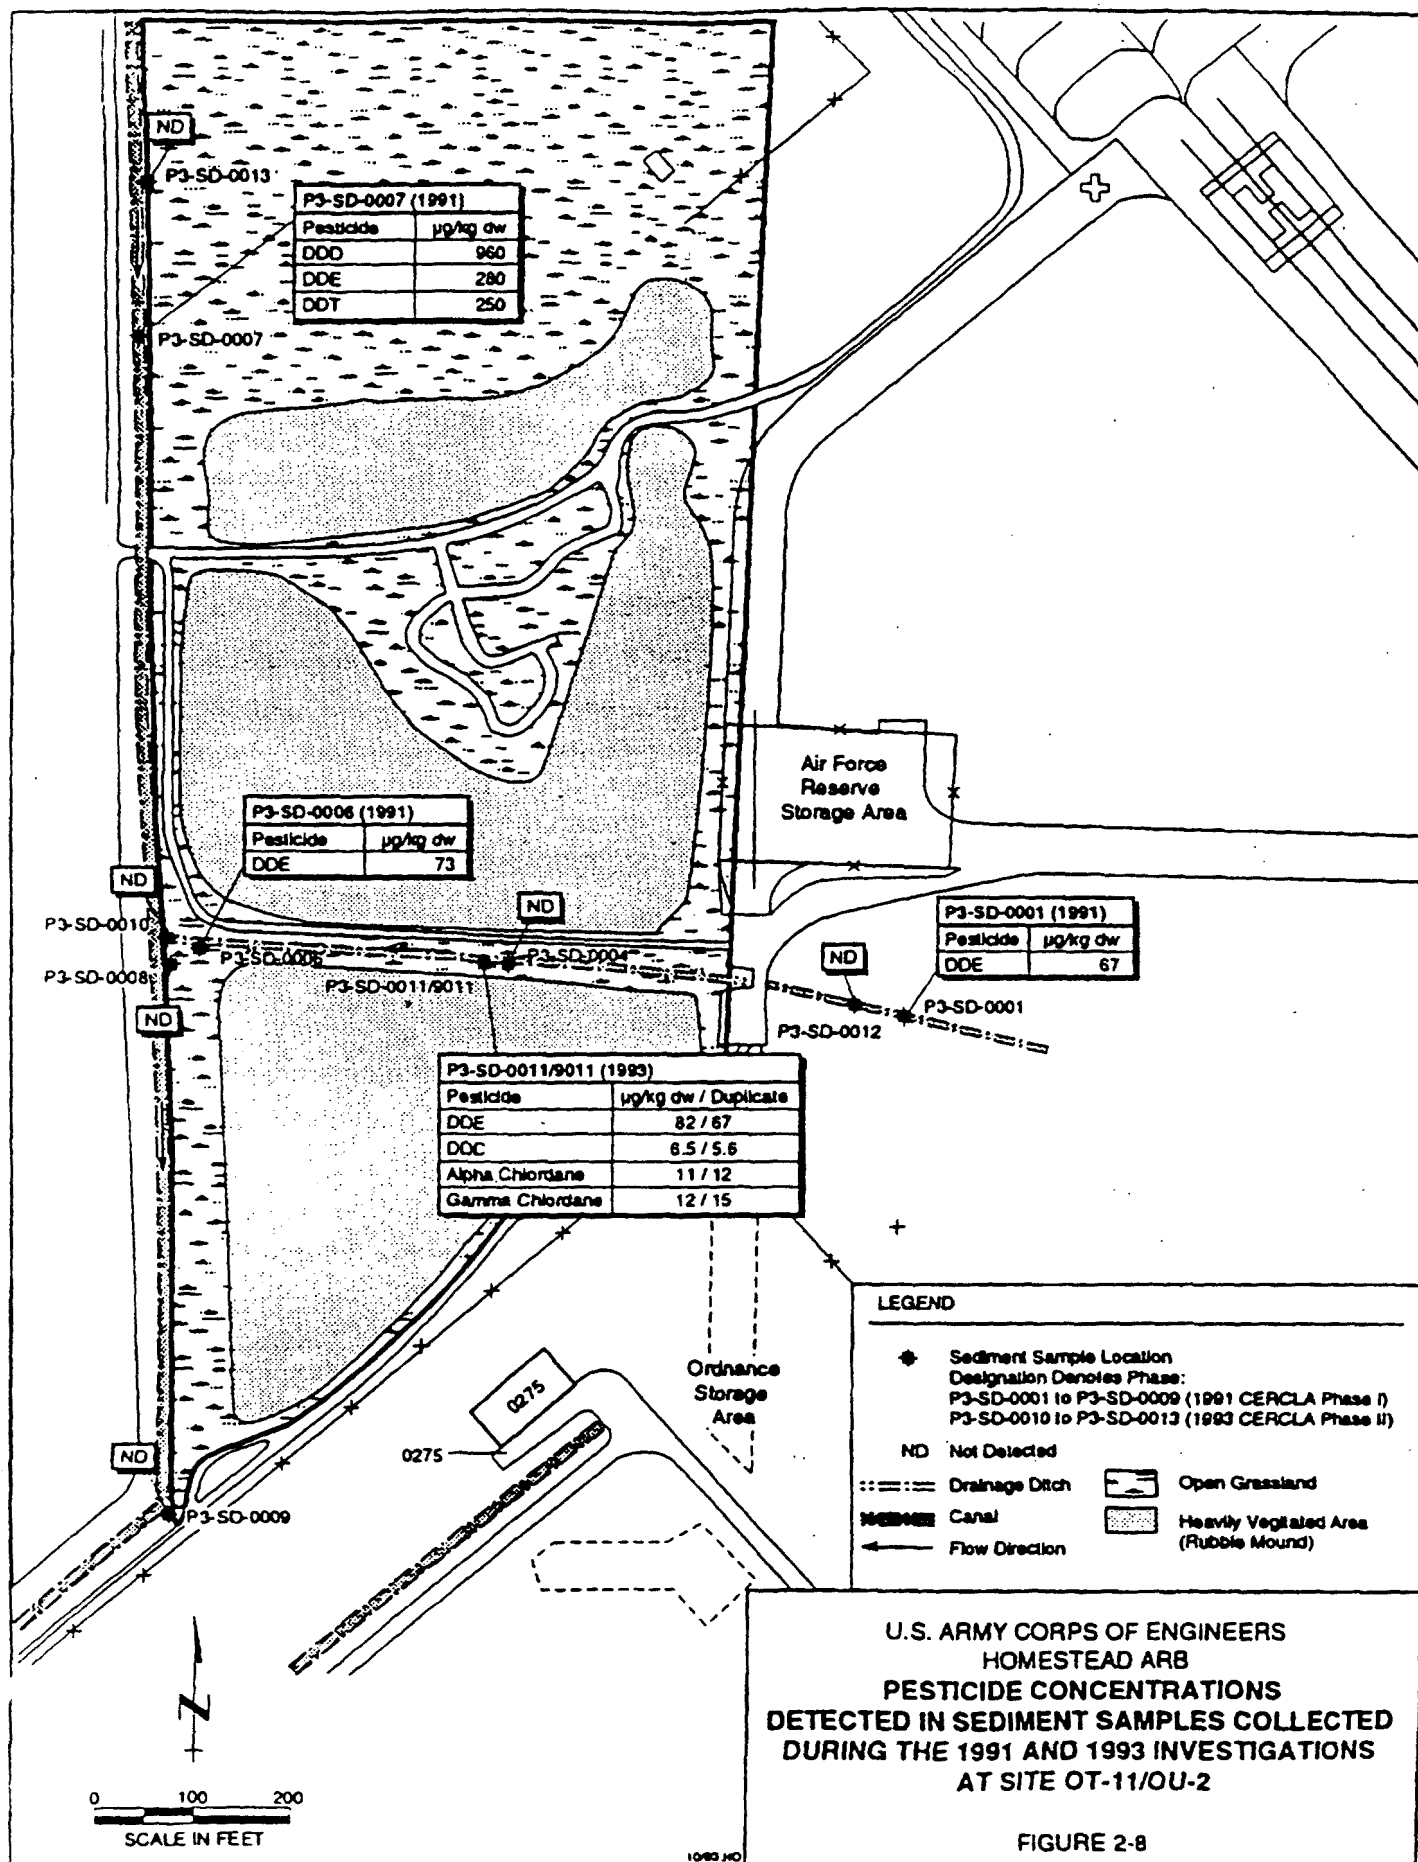 ND
P3-SD-0013
P3-SD-0007 (1991)
Pesticide µg/kg dw
DDD 960
DDE 280
DDT 250
P3-SD-0007
Air Force
Reserve
Storage Area
P3-SD-0006 (1991)
Pesticide µg/kg dw
DDE 73
ND
ND
P3-SD-0001 (1991)
Pesticide µg/kg dw
DDE 67
P3-SD-0010
P3-SD-0006
P3-SD-0004
ND
P3-SD-0008
P3-SD-0011/9011
P3-SD-0001
ND
P3-SD-0012
P3-SD-0011/9011 (1993)
Pesticide µg/kg dw / Duplicate
DDE 82 / 67
DDC 6.5 / 5.6
Alpha Chlordane 11 / 12
Gamma Chlordane 12 / 15
LEGEND
Sediment Sample Location
Designation Denotes Phase:
P3-SD-0001 to P3-SD-0009 (1991 CERCLA Phase I)
P3-SD-0010 to P3-SD-0013 (1993 CERCLA Phase II)
ND Not Detected
Drainage Ditch
Open Grassland
Canal
Heavily Vegitated Area
(Rubble Mound)
Flow Direction
Ordnance
Storage
Area
0275
0275
ND
P3-SD-0009
N
0 100 200
SCALE IN FEET
U.S. ARMY CORPS OF ENGINEERS
HOMESTEAD ARB
PESTICIDE CONCENTRATIONS
DETECTED IN SEDIMENT SAMPLES COLLECTED
DURING THE 1991 AND 1993 INVESTIGATIONS
AT SITE OT-11/OU-2
FIGURE 2-8